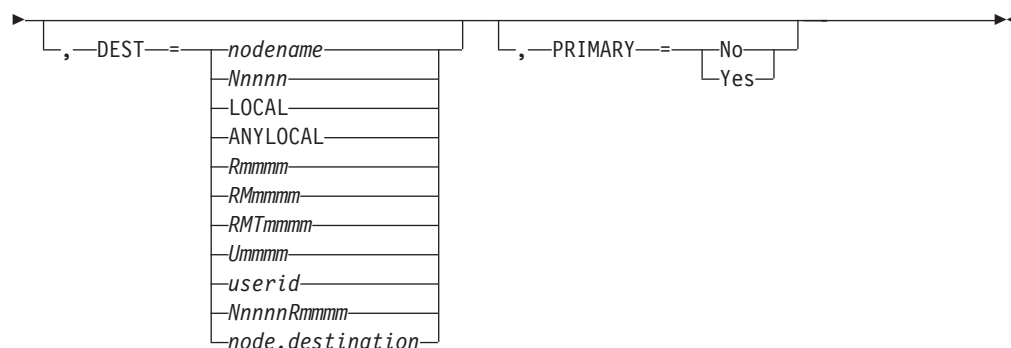 , DEST = nodename , PRIMARY = No
Nnnnn Yes
LOCAL
ANYLOCAL
Rmmmm
RMmmmm
RMTmmmm
Ummmm
userid
NnnnnRmmmm
node.destination